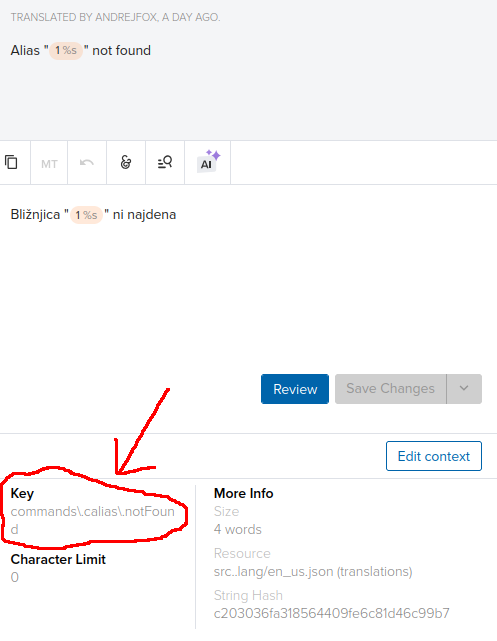 TRANSLATED BY ANDREJFOX, A DAY AGO.
Alias " 1 %s " not found
MT
AI
Bližnjica " 1 %s " ni najdena
Review
Save Changes
Edit context
Key
commands\.calias\.notFoun
d
Character Limit
0
More Info
Size
4 words
Resource
src..lang/en_us.json (translations)
String Hash
c203036fa318564409fe6c81d46c99b7